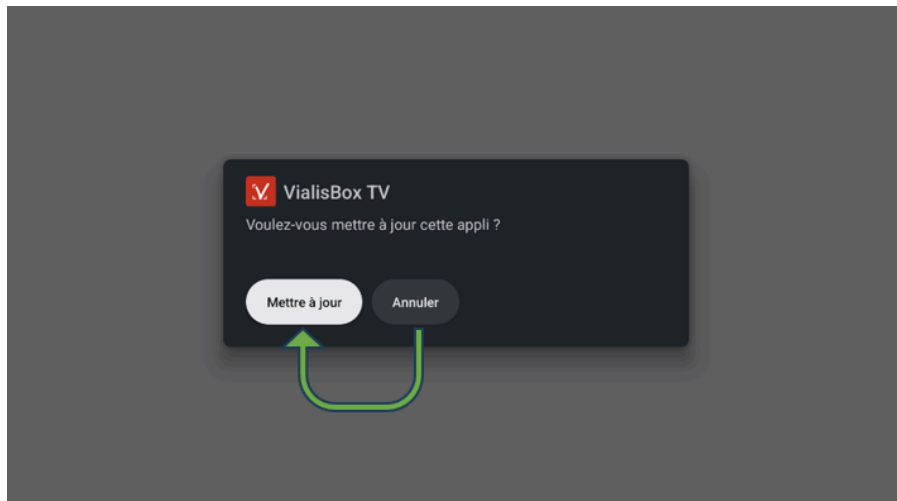 VialisBox TV
Voulez-vous mettre à jour cette appli ?
Mettre à jour
Annuler